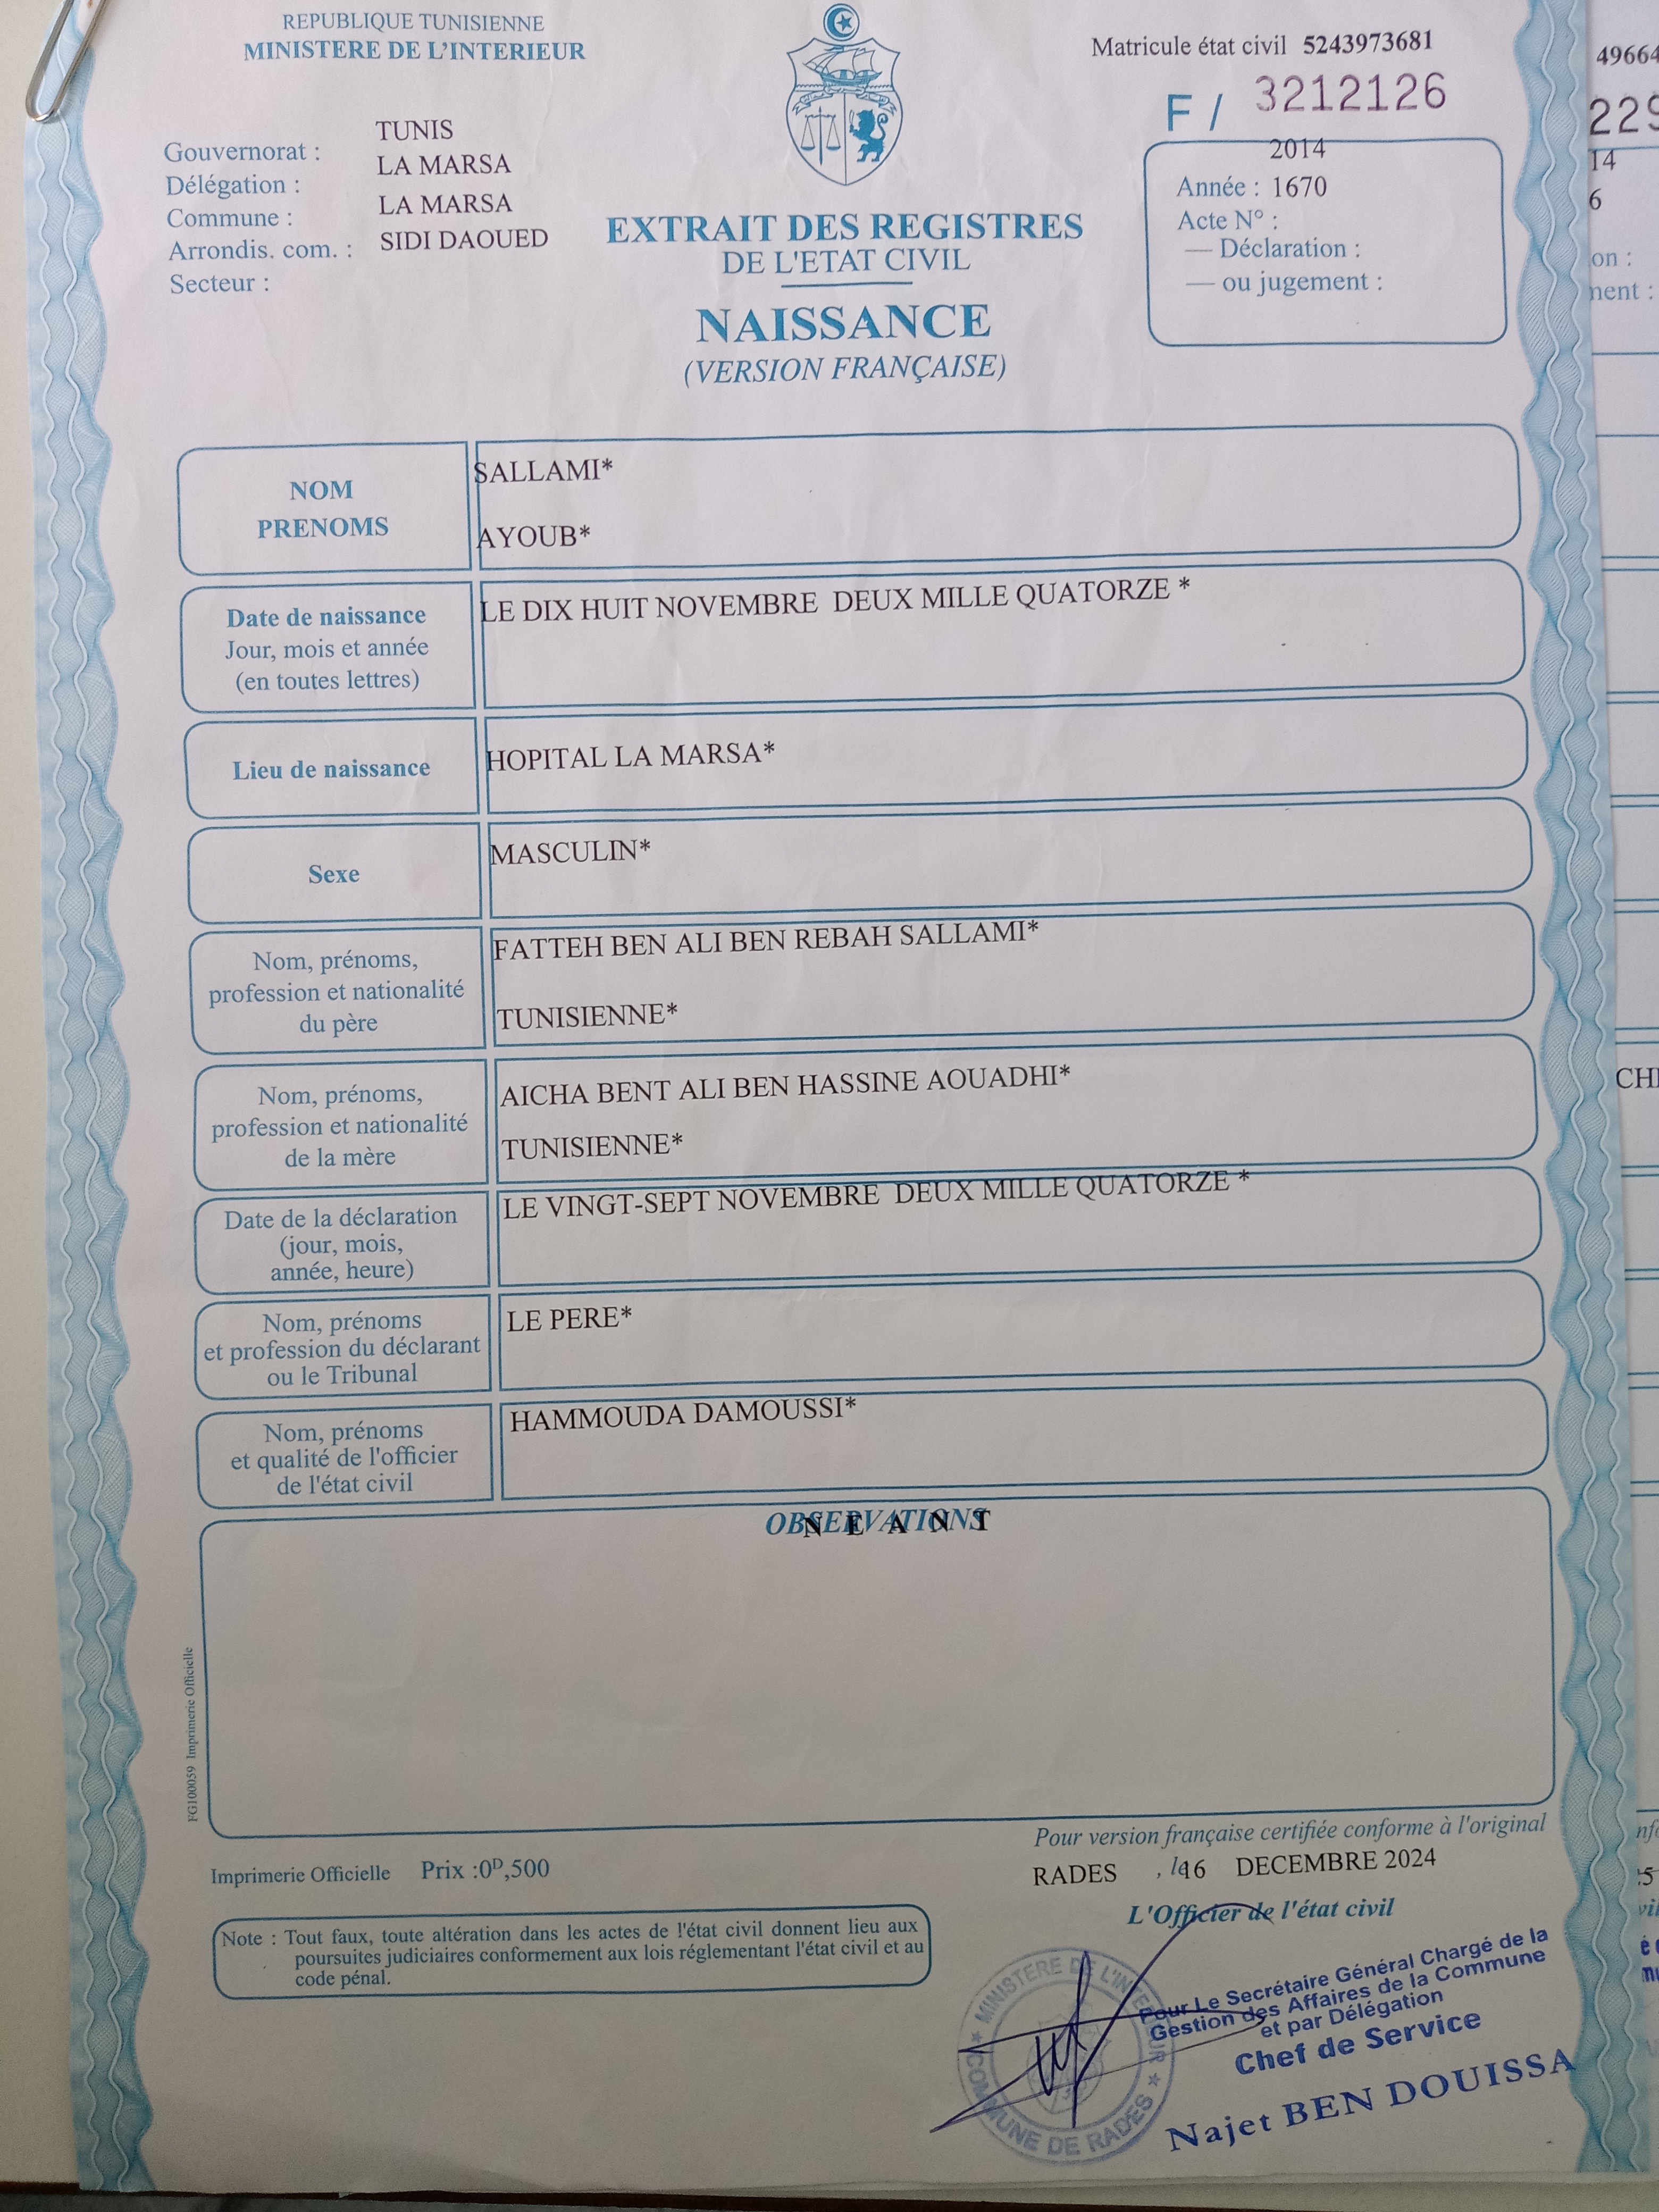 REPUBLIQUE TUNISIENNE
MINISTERE DE L'INTERIEUR
Matricule état civil 5243973681
F / 3212126
Gouvernorat : TUNIS
Délégation : LA MARSA
Commune : LA MARSA
Arrondis. com. : SIDI DAOUED
Secteur :
EXTRAIT DES REGISTRES
DE L'ETAT CIVIL
NAISSANCE
(VERSION FRANÇAISE)
2014
Année : 1670
Acte N° :
— Déclaration :
— ou jugement :
NOM
PRENOMS
SALLAMI*
AYOUB*
Date de naissance
Jour, mois et année
(en toutes lettres)
LE DIX HUIT NOVEMBRE DEUX MILLE QUATORZE *
Lieu de naissance
HOPITAL LA MARSA*
Sexe
MASCULIN*
Nom, prénoms,
profession et nationalité
du père
FATTEH BEN ALI BEN REBAH SALLAMI*
TUNISIENNE*
Nom, prénoms,
profession et nationalité
de la mère
AICHA BENT ALI BEN HASSINE AOUADHI*
TUNISIENNE*
Date de la déclaration
(jour, mois,
année, heure)
LE VINGT-SEPT NOVEMBRE DEUX MILLE QUATORZE *
Nom, prénoms
et profession du déclarant
ou le Tribunal
LE PERE*
Nom, prénoms
et qualité de l'officier
de l'état civil
HAMMOUDA DAMOUSSI*
OBSERVATIONS
N E A N T
FG100059 Imprimerie Officielle
Pour version française certifiée conforme à l'original
RADES , le 16 DECEMBRE 2024
L'Officier de l'état civil
Imprimerie Officielle Prix :0ᴰ,500
Note : Tout faux, toute altération dans les actes de l'état civil donnent lieu aux
poursuites judiciaires conformement aux lois réglementant l'état civil et au
code pénal.
MINISTERE DE L'INTERIEUR
COMMUNE DE RADES
Pour Le Secrétaire Général Chargé de la
Gestion des Affaires de la Commune
et par Délégation
Chef de Service
Najet BEN DOUISSA